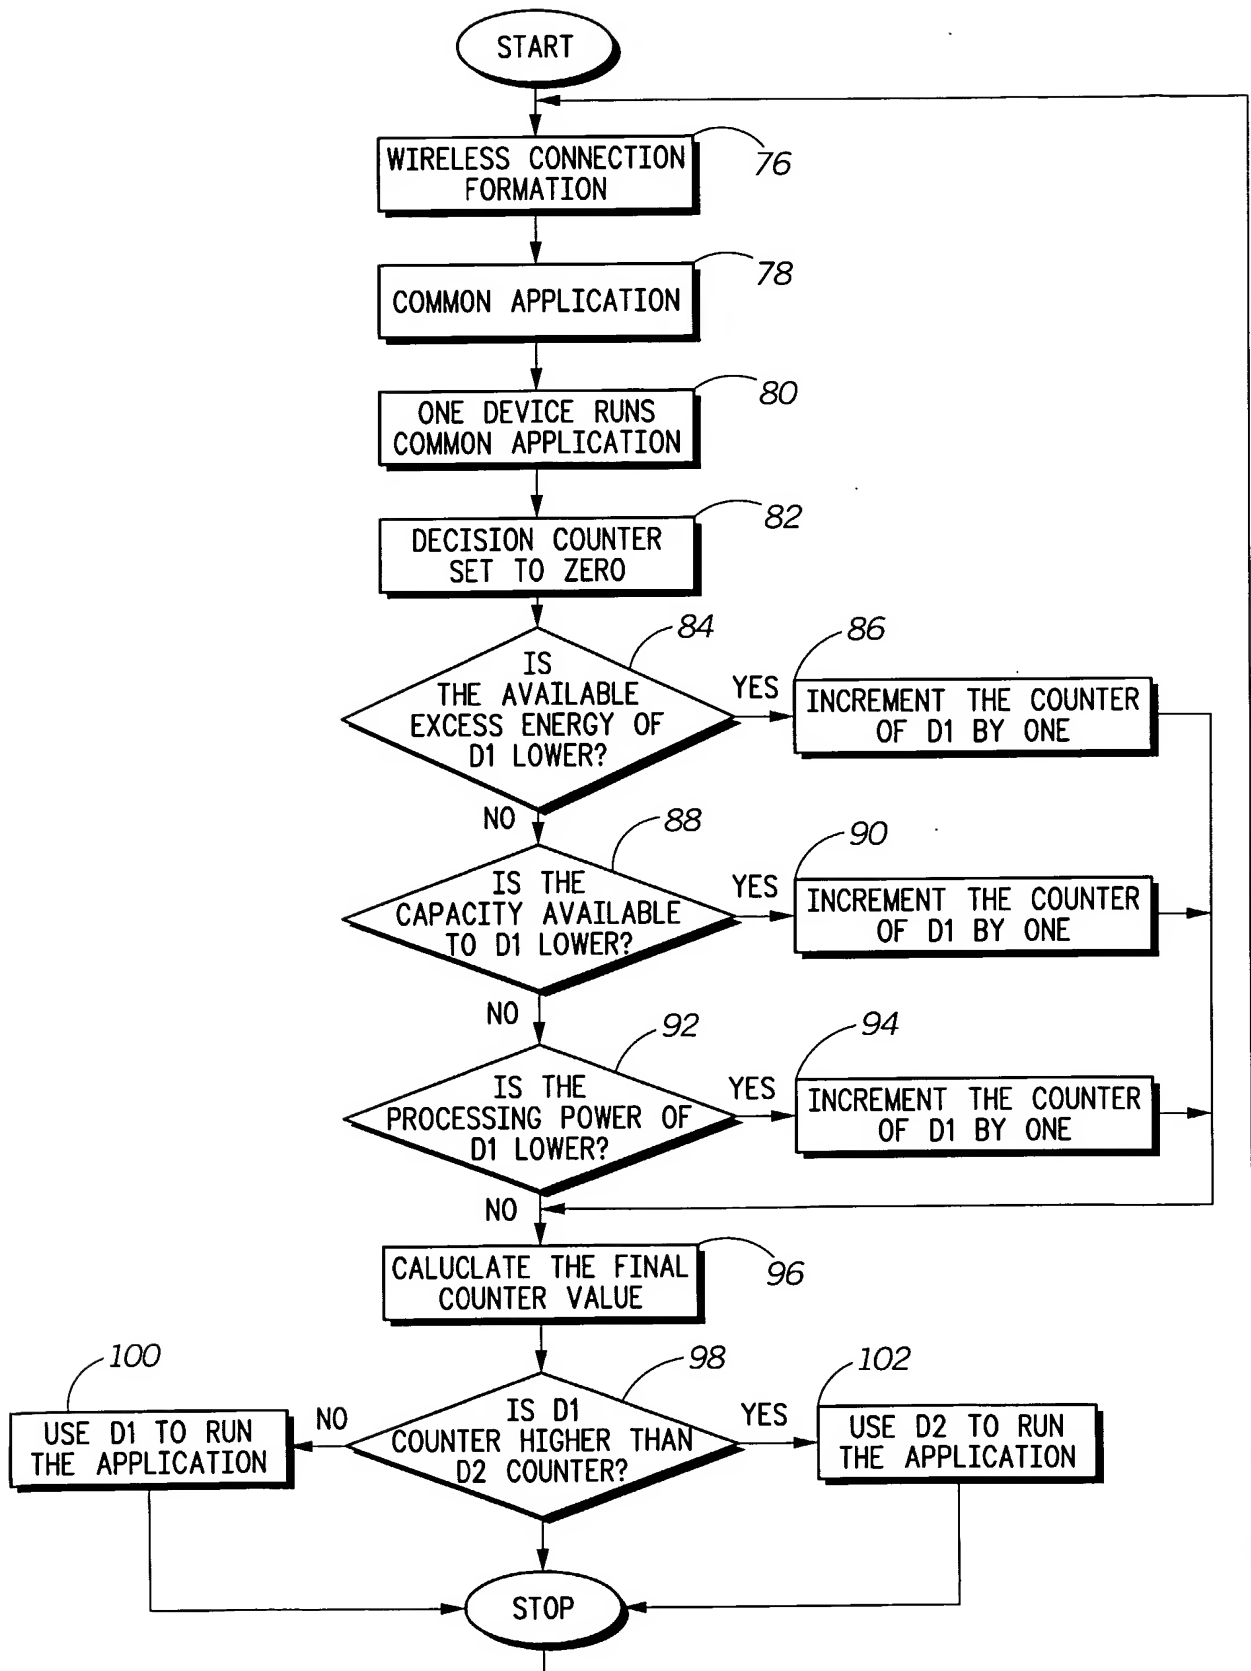 START
WIRELESS CONNECTION
FORMATION
76
COMMON APPLICATION
78
ONE DEVICE RUNS
COMMON APPLICATION
80
DECISION COUNTER
SET TO ZERO
82
IS
THE AVAILABLE
EXCESS ENERGY OF
D1 LOWER?
84
YES
INCREMENT THE COUNTER
OF D1 BY ONE
86
NO
IS THE
CAPACITY AVAILABLE
TO D1 LOWER?
88
YES
INCREMENT THE COUNTER
OF D1 BY ONE
90
NO
IS THE
PROCESSING POWER OF
D1 LOWER?
92
YES
INCREMENT THE COUNTER
OF D1 BY ONE
94
NO
CALUCLATE THE FINAL
COUNTER VALUE
96
IS D1
COUNTER HIGHER THAN
D2 COUNTER?
98
NO
USE D1 TO RUN
THE APPLICATION
100
YES
USE D2 TO RUN
THE APPLICATION
102
STOP